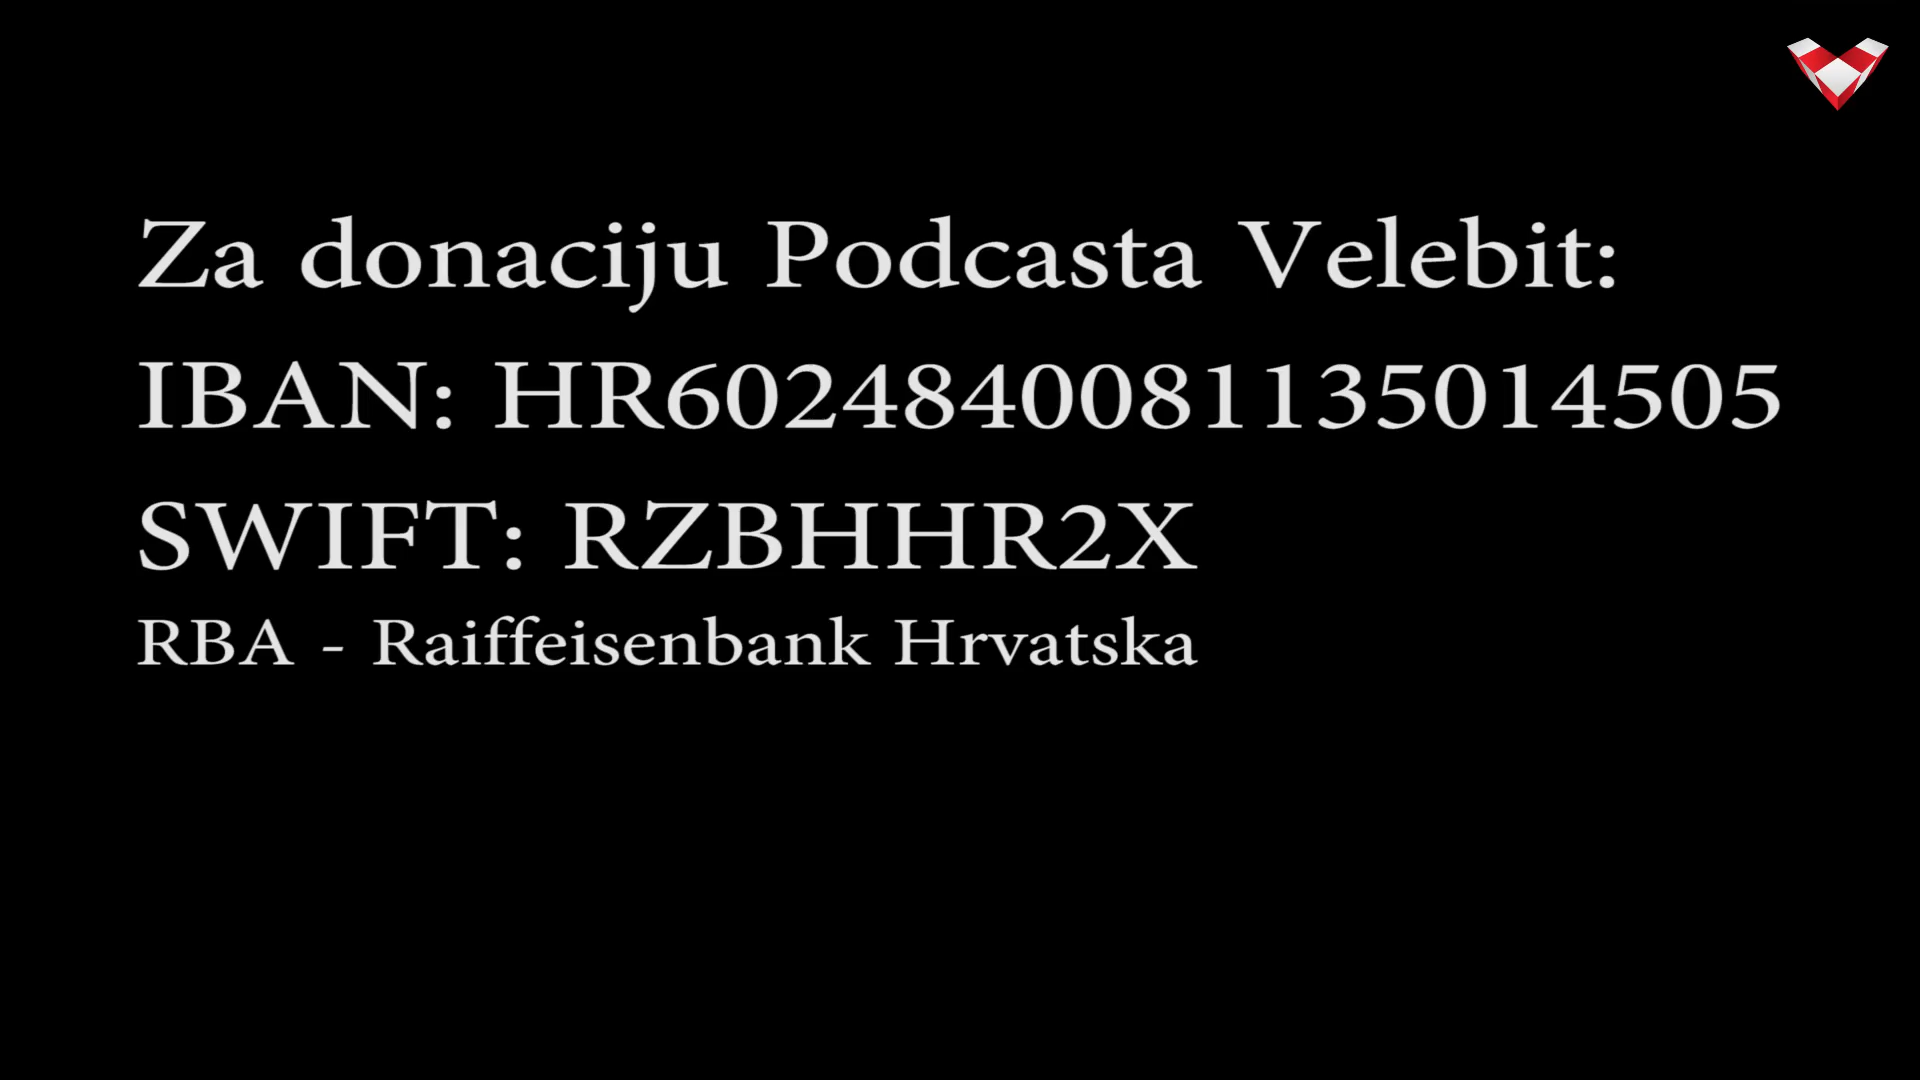 Za donaciju Podcasta Velebit:
IBAN: HR6024840081135014505
SWIFT: RZBHHR2X
RBA - Raiffeisenbank Hrvatska